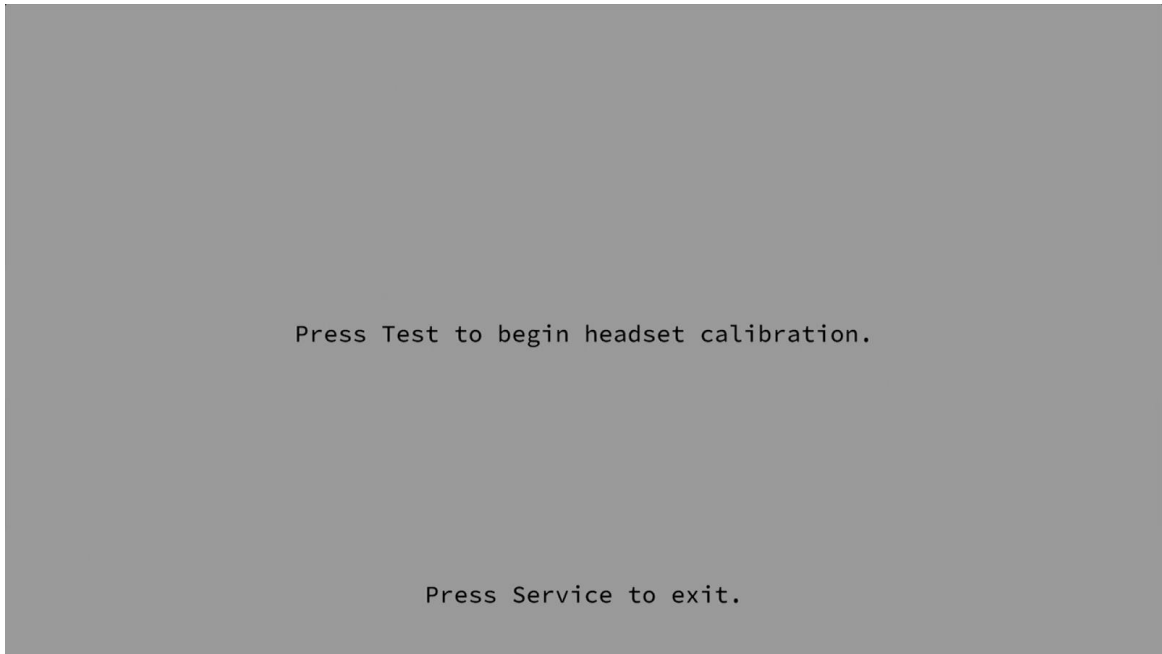 Press Test to begin headset calibration.
Press Service to exit.